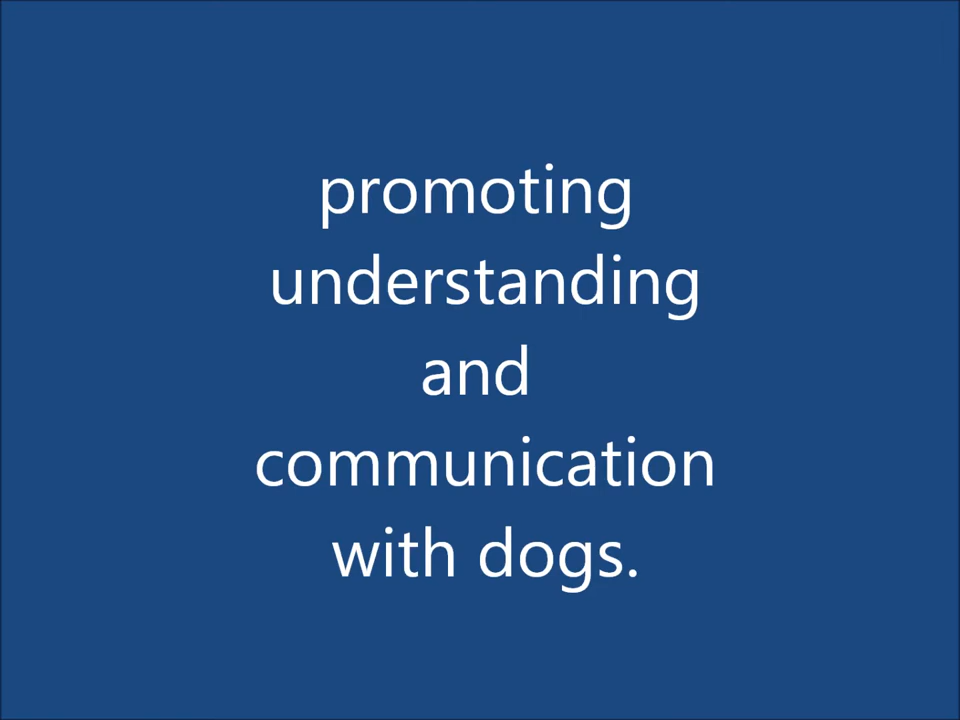 promoting
understanding
and
communication
with dogs.